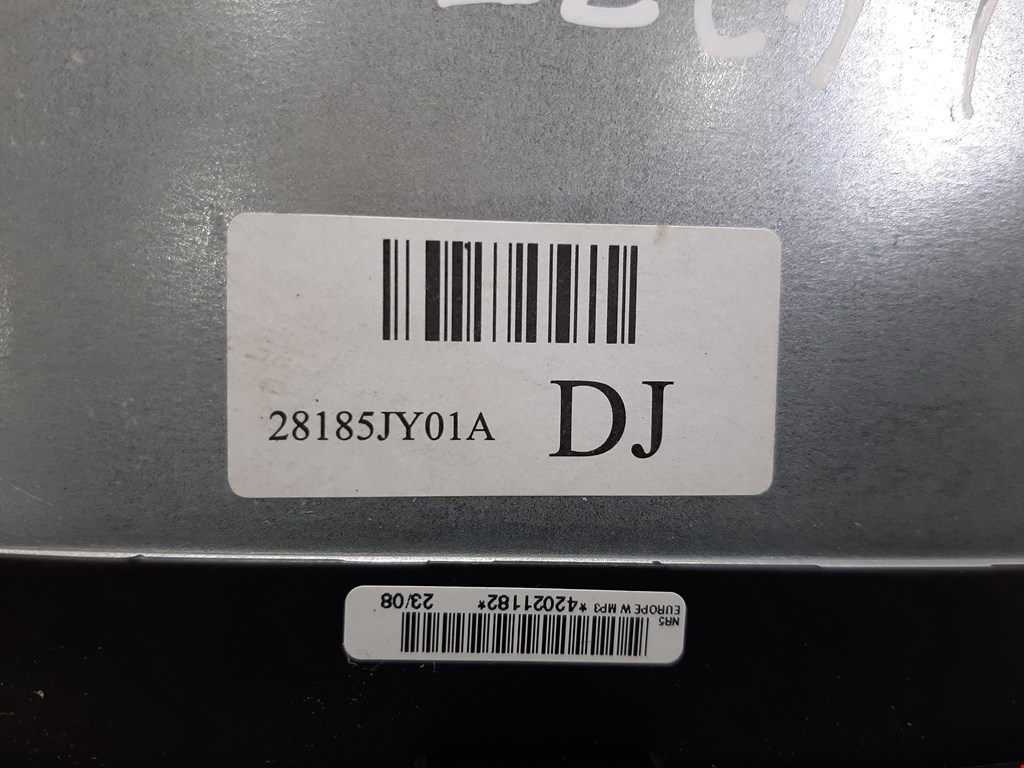 28185JY01A DJ
NR5
EUROPE W MP3 *42021182* 23/08